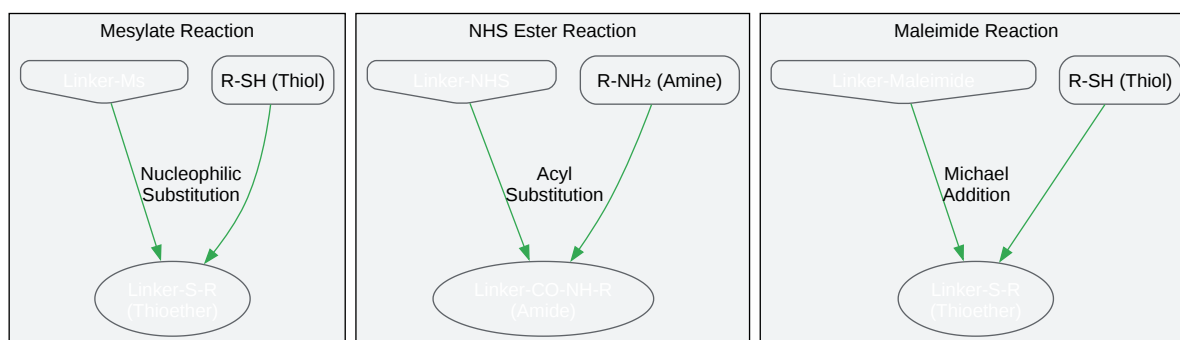 Mesylate Reaction
Linker-Ms
R-SH (Thiol)
Nucleophilic
Substitution
Linker-S-R
(Thioether)
NHS Ester Reaction
Linker-NHS
R-NH₂ (Amine)
Acyl
Substitution
Linker-CO-NH-R
(Amide)
Maleimide Reaction
Linker-Maleimide
R-SH (Thiol)
Michael
Addition
Linker-S-R
(Thioether)